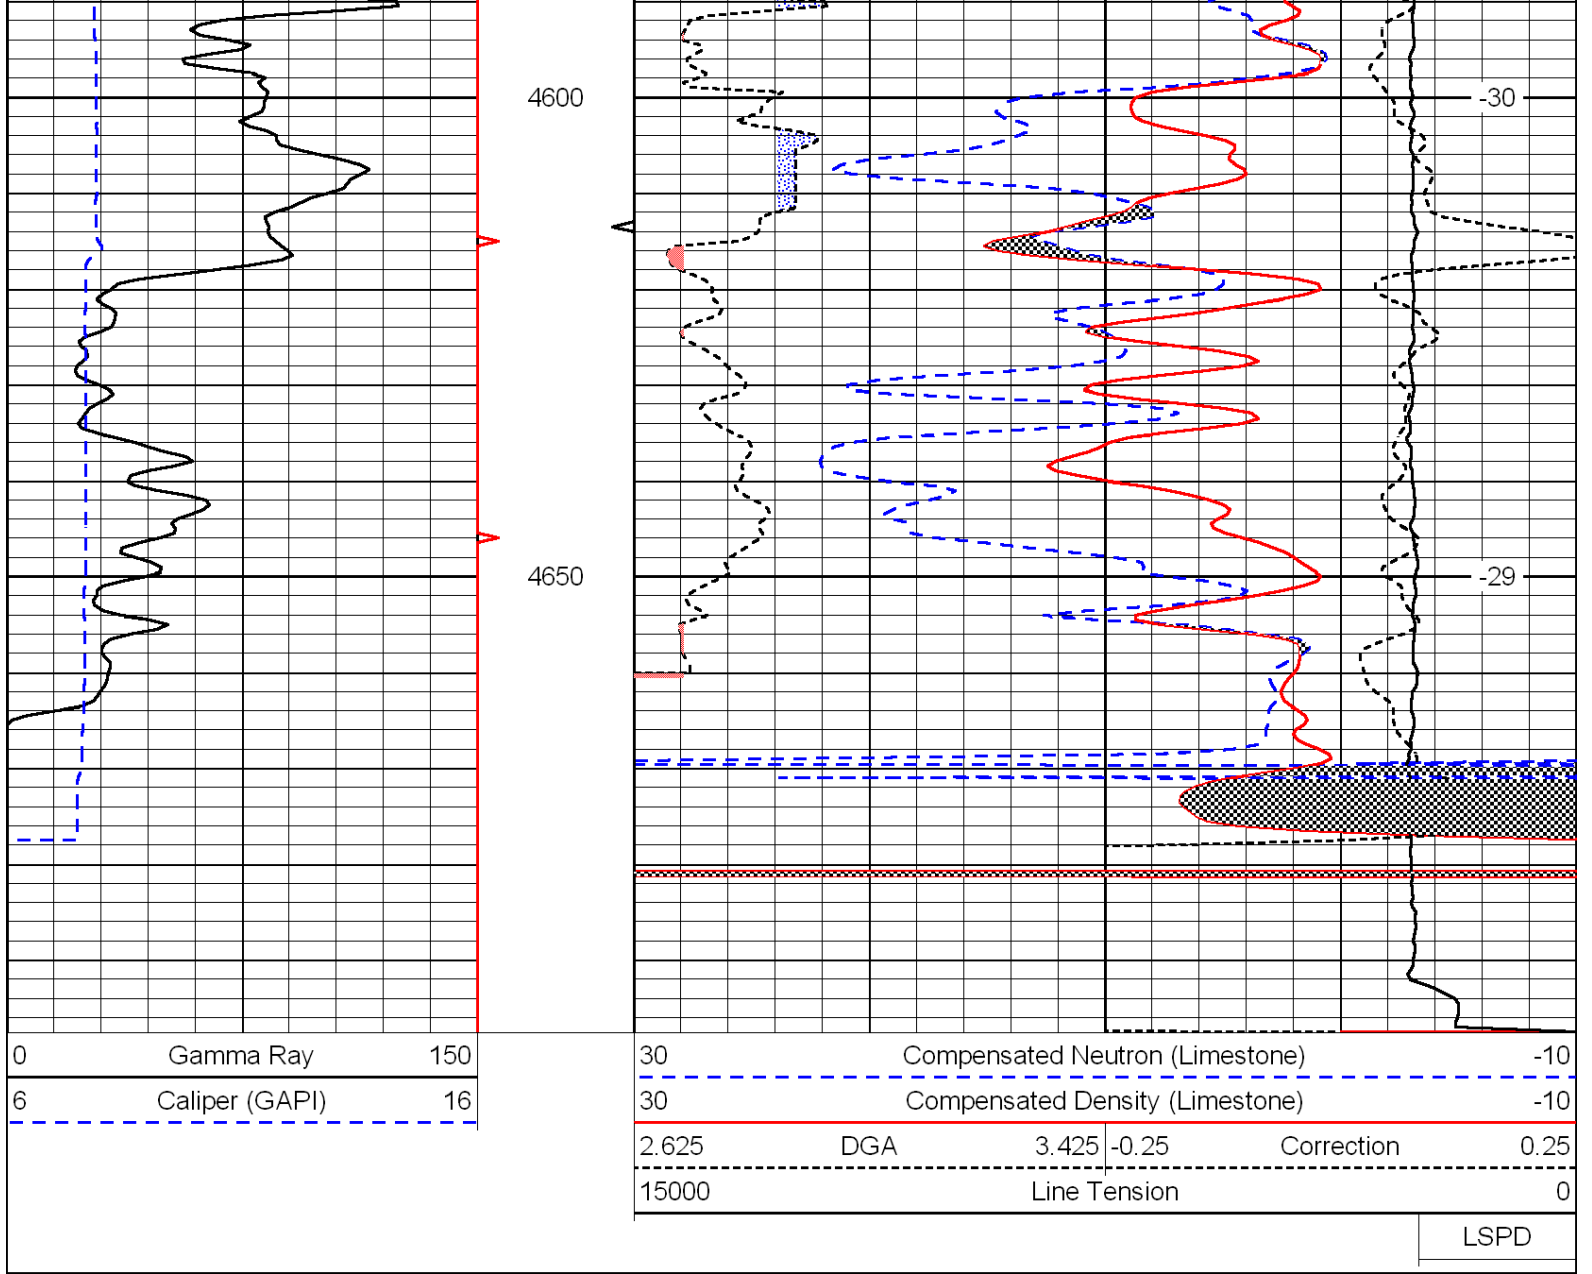 4600 -30
4650 -29
0 Gamma Ray 150
6 Caliper (GAPI) 16
30 Compensated Neutron (Limestone) -10
30 Compensated Density (Limestone) -10
2.625 DGA 3.425 -0.25 Correction 0.25
15000 Line Tension 0
LSPD